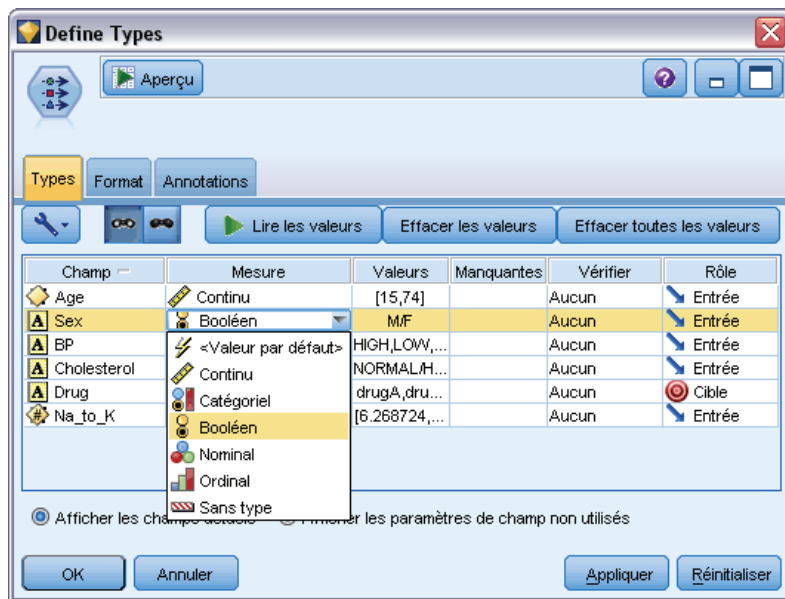 Define Types
Aperçu
Types Format Annotations
Lire les valeurs Effacer les valeurs Effacer toutes les valeurs
Champ Mesure Valeurs Manquantes Vérifier Rôle
Age Continu [15,74] Aucun Entrée
A Sex Booléen M/F Aucun Entrée
A BP <Valeur par défaut> HIGH,LOW,... Aucun Entrée
A Cholesterol Continu NORMAL/H... Aucun Entrée
A Drug Catégoriel drugA,dru... Aucun Cible
# Na_to_K Booléen [6.268724,... Aucun Entrée
Nominal
Ordinal
Sans type
Afficher les champs les paramètres de champ non utilisés
OK Annuler Appliquer Réinitialiser